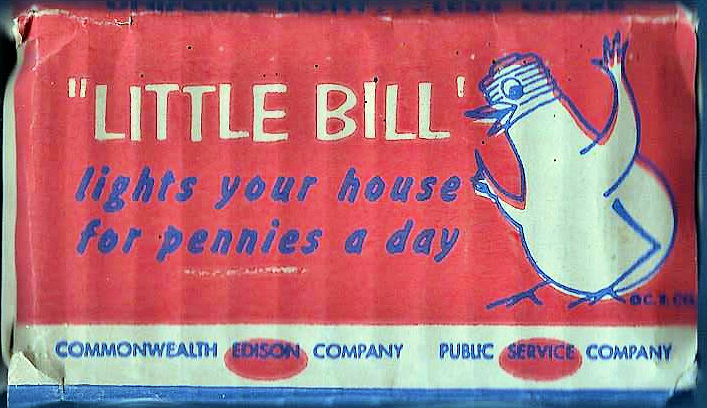 "LITTLE BILL'
lights your house
for pennies a day
COMMONWEALTH EDISON COMPANY PUBLIC SERVICE COMPANY